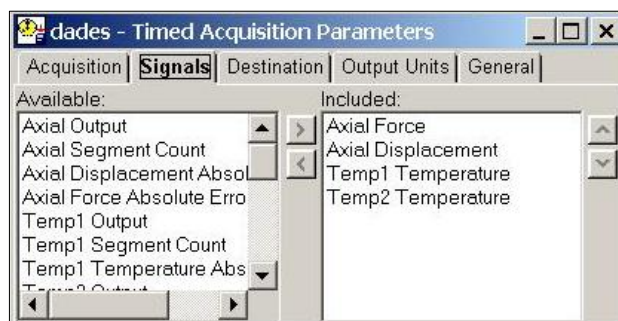 dades - Timed Acquisition Parameters
Acquisition Signals Destination Output Units General
Available:
Axial Output
Axial Segment Count
Axial Displacement Absol
Axial Force Absolute Erro
Temp1 Output
Temp1 Segment Count
Temp1 Temperature Abs
Temp2 Output
Included:
Axial Force
Axial Displacement
Temp1 Temperature
Temp2 Temperature